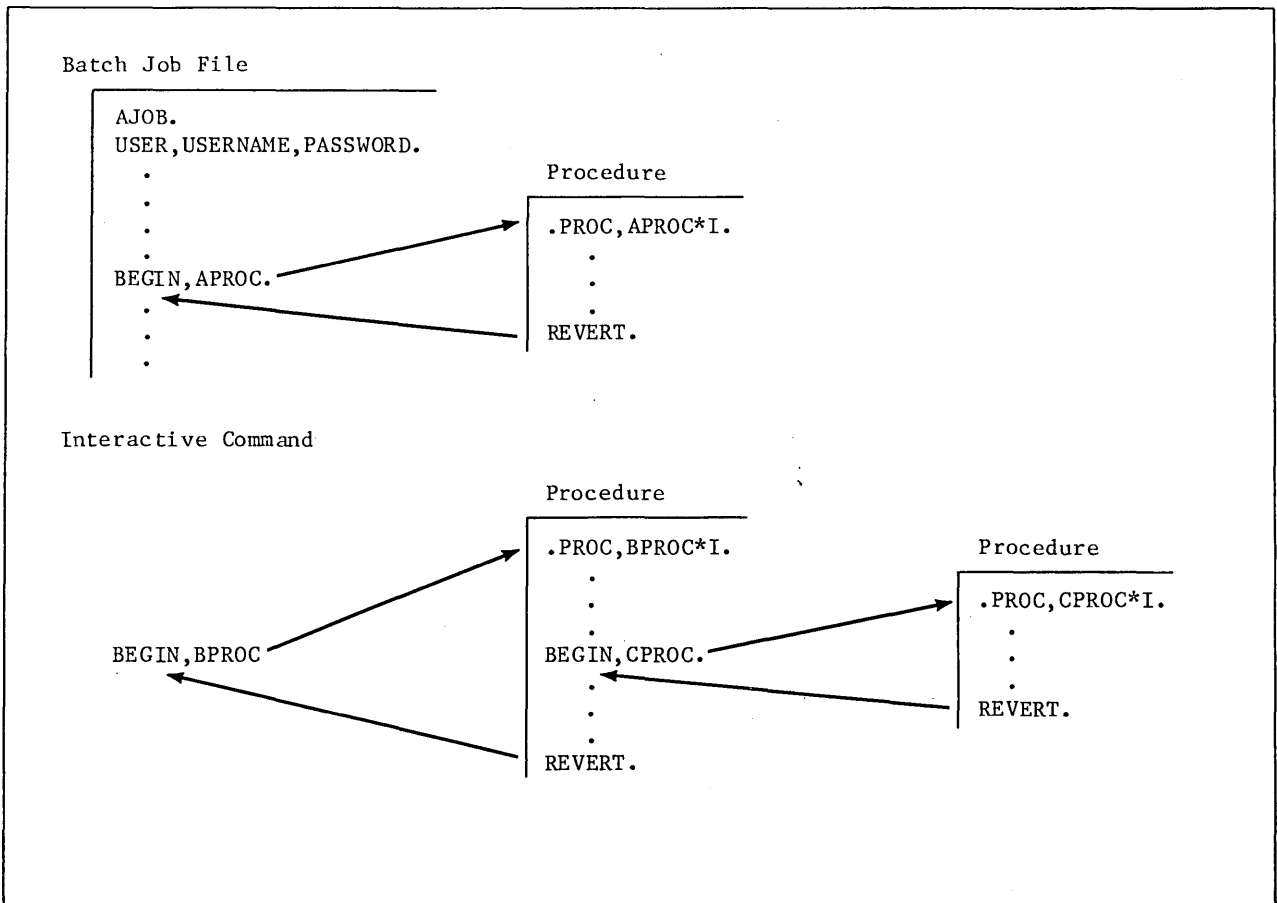 Batch Job File
AJOB.
USER,USERNAME,PASSWORD.
.
.
.
.
BEGIN,APROC.
.
.
.
Procedure
.PROC,APROC*I.
.
.
.
REVERT.
Interactive Command
BEGIN,BPROC
Procedure
.PROC,BPROC*I.
.
.
.
BEGIN,CPROC.
.
.
.
REVERT.
Procedure
.PROC,CPROC*I.
.
.
.
REVERT.